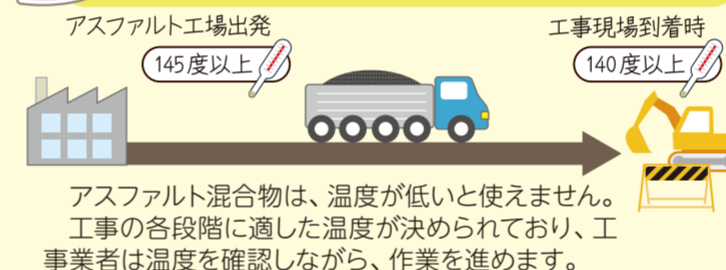 アスファルト工場出発
工事現場到着時
145度以上
140度以上
アスファルト混合物は、温度が低いと使えません。
工事の各段階に適した温度が決められており、工
事業者は温度を確認しながら、作業を進めます。